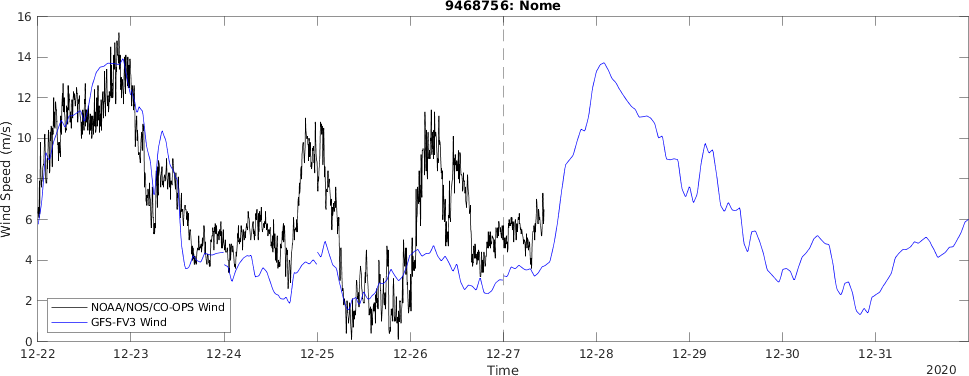 9468756: Nome
16
14
12
10
8
6
4
2
0
Wind Speed (m/s)
NOAA/NOS/CO-OPS Wind
GFS-FV3 Wind
12-22 12-23 12-24 12-25 12-26 12-27 12-28 12-29 12-30 12-31
Time
2020